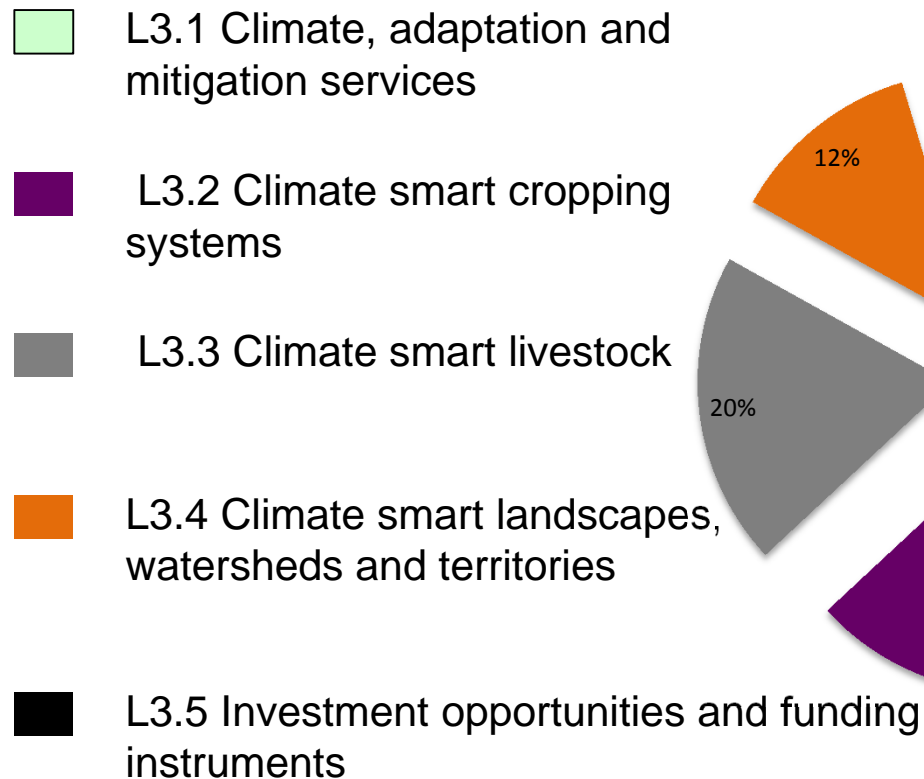 L3.1 Climate, adaptation and
mitigation services
12%
L3.2 Climate smart cropping
systems
L3.3 Climate smart livestock
20%
L3.4 Climate smart landscapes,
watersheds and territories
L3.5 Investment opportunities and funding
instruments